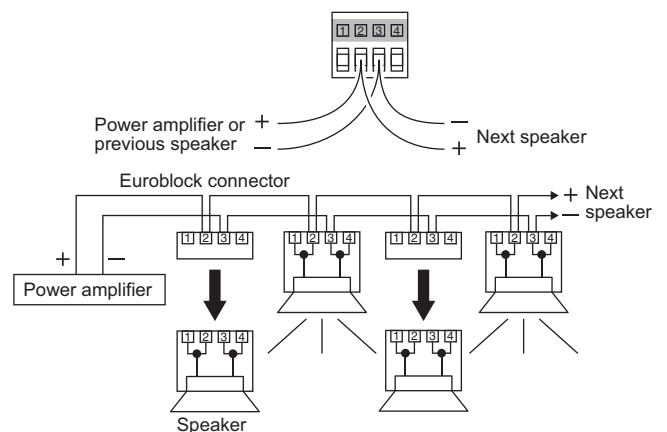 1 2 3 4
Power amplifier or
previous speaker
+
−
−
+
Next speaker
Euroblock connector
+ Next
− speaker
+ −
Power amplifier
1 2 3 4
1 2 3 4
1 2 3 4
1 2 3 4
1 2 3 4
1 2 3 4
Speaker